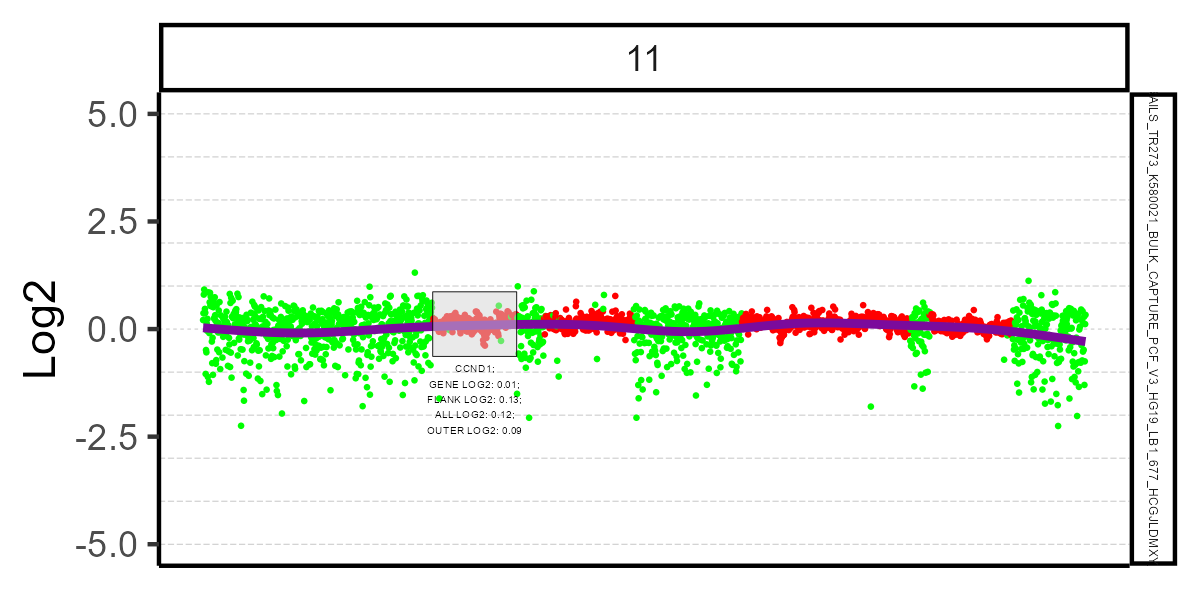 11
5.0
2.5
0.0
-2.5
-5.0
Log2
CCND1;
GENE LOG2: 0.01;
FLANK LOG2: 0.13;
ALL LOG2: 0.12;
OUTER LOG2: 0.09
AILS_TR273_K580021_BULK_CAPTURE_PCF_V3_HG19_LB1_677_HCGJLDMXY